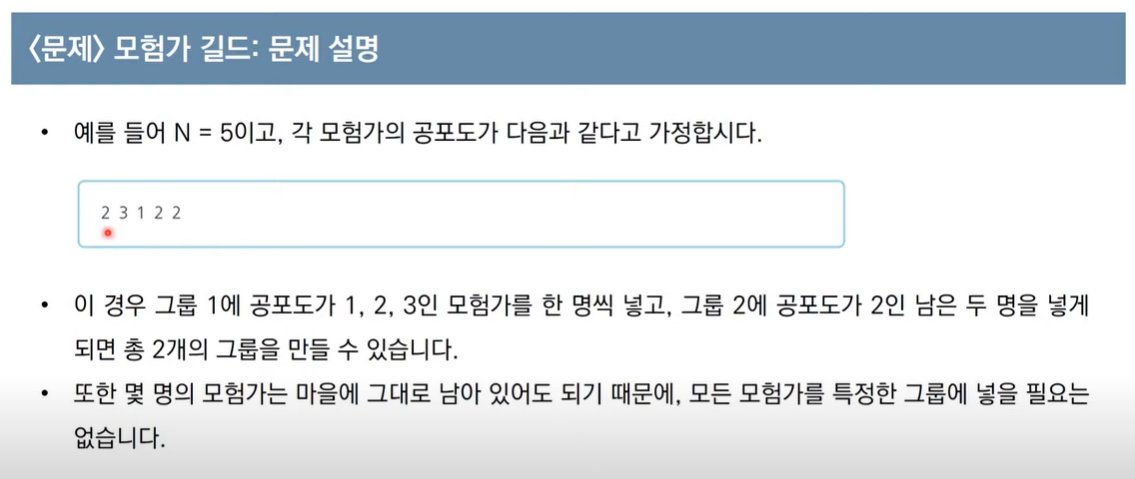 〈문제〉 모험가 길드: 문제 설명
• 예를 들어 N = 5이고, 각 모험가의 공포도가 다음과 같다고 가정합시다.
2 3 1 2 2
• 이 경우 그룹 1에 공포도가 1, 2, 3인 모험가를 한 명씩 넣고, 그룹 2에 공포도가 2인 남은 두 명을 넣게
되면 총 2개의 그룹을 만들 수 있습니다.
• 또한 몇 명의 모험가는 마을에 그대로 남아 있어도 되기 때문에, 모든 모험가를 특정한 그룹에 넣을 필요는
없습니다.